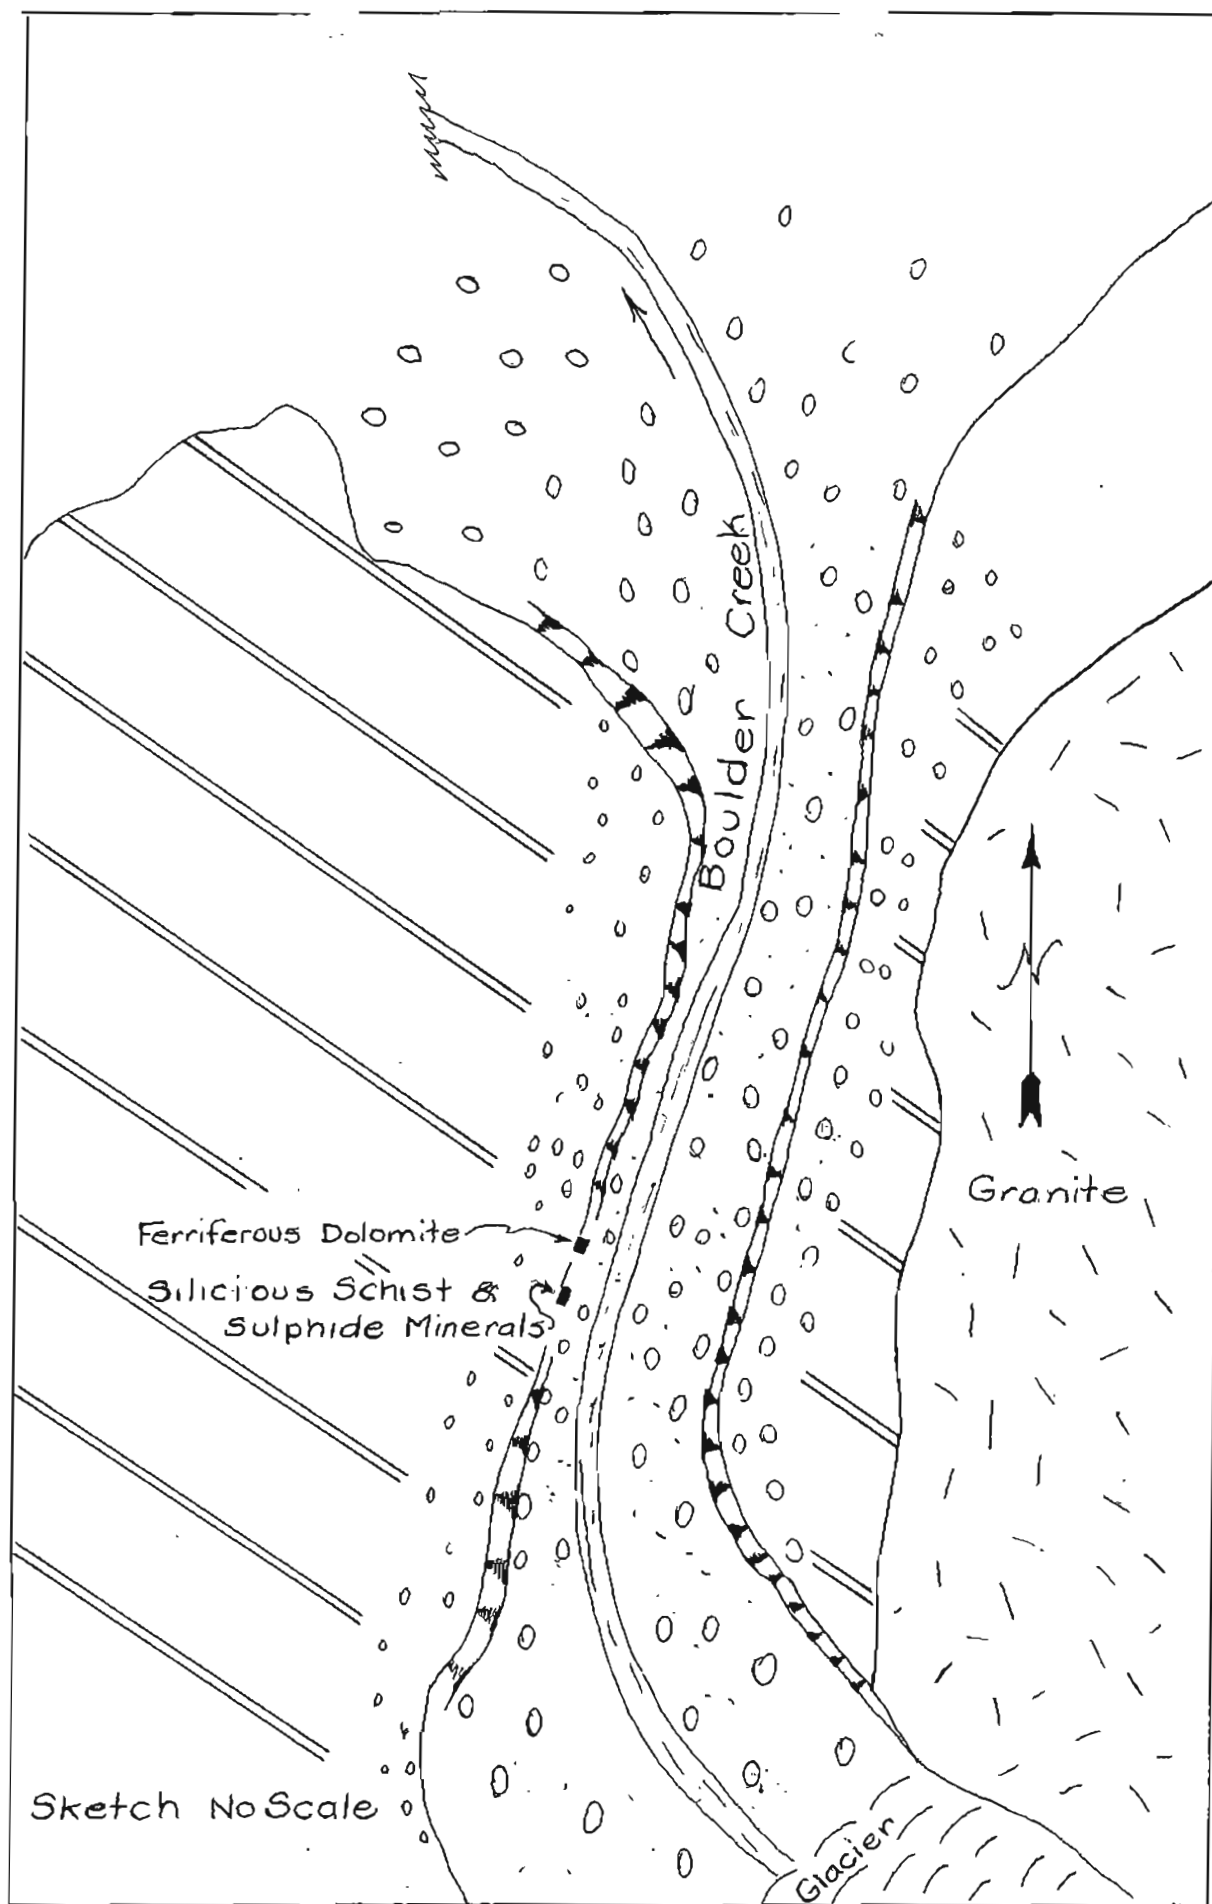 Boulder Creek
N
Granite
Ferriferous Dolomite
Silicious Schist &
Sulphide Minerals
Sketch No Scale
Glacier